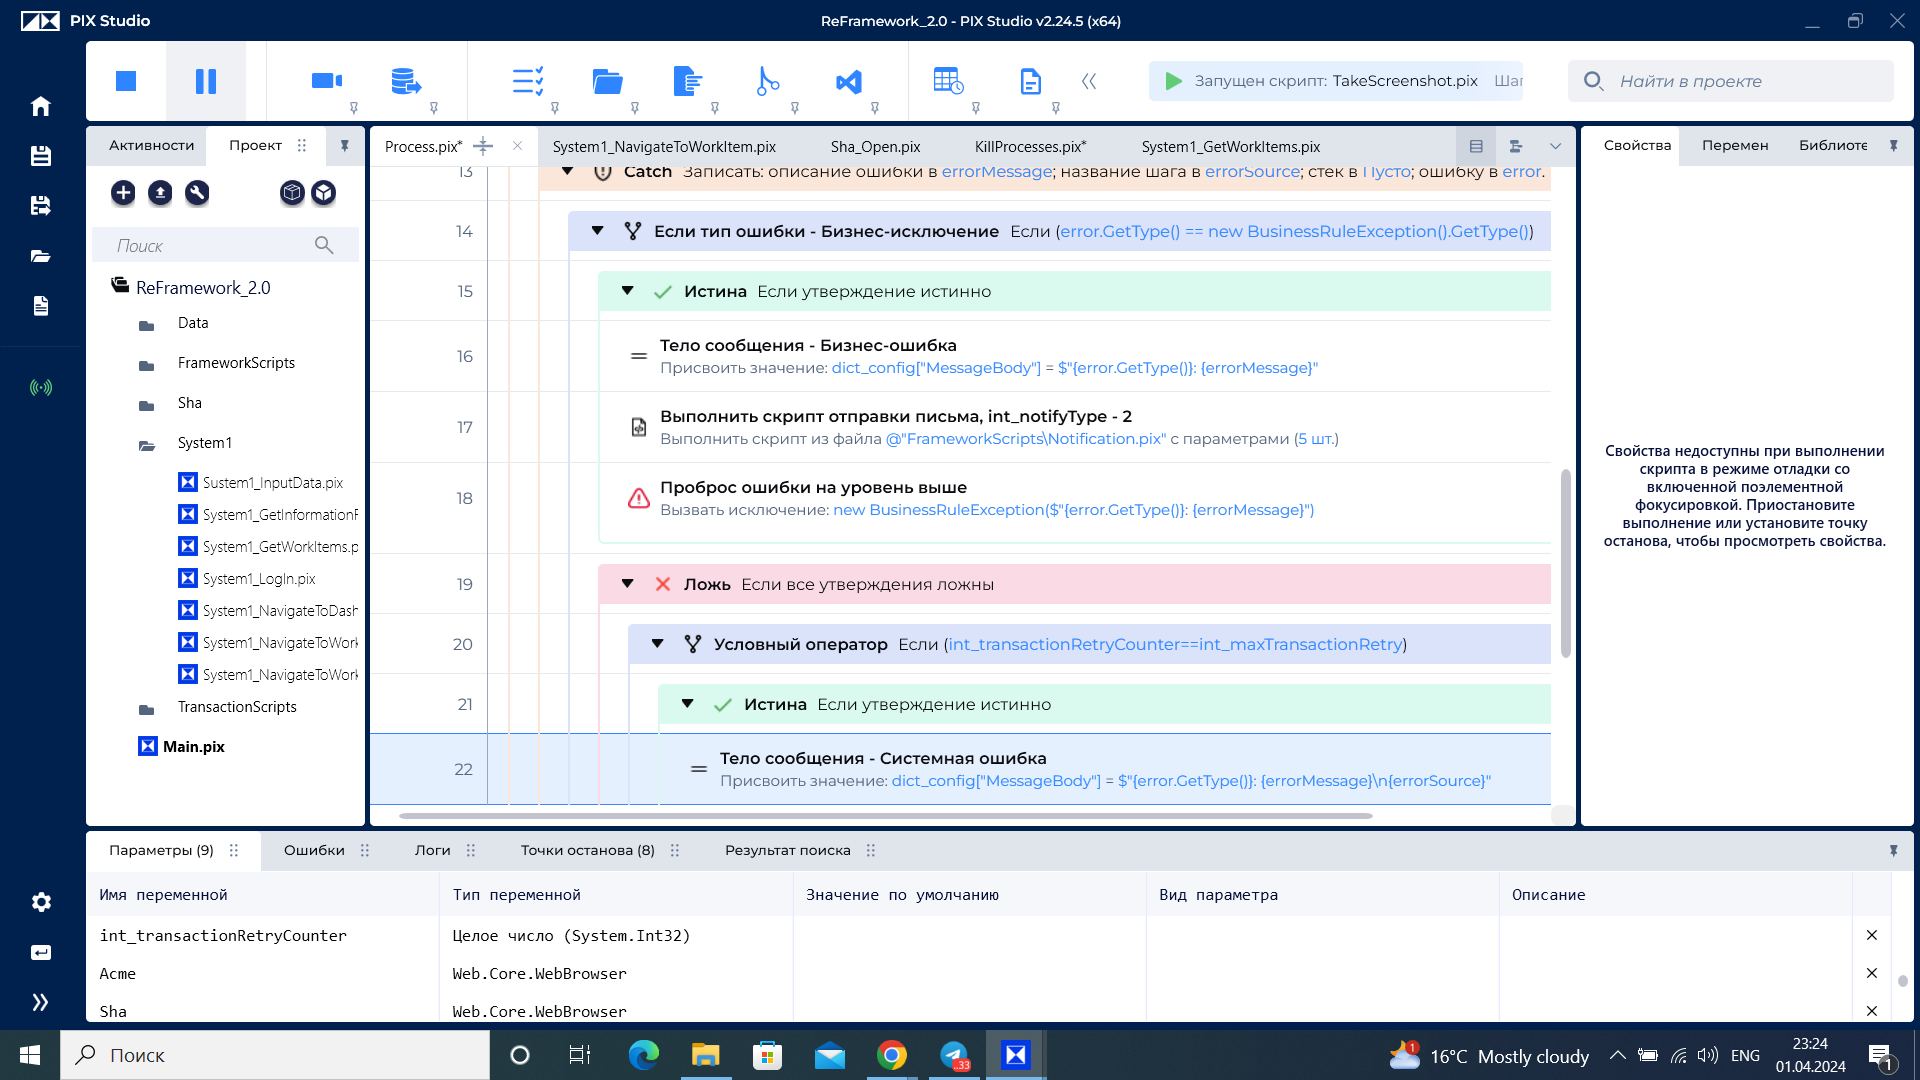 PIX Studio
ReFramework_2.0 - PIX Studio v2.24.5 (x64)
Запущен скрипт: TakeScreenshot.pix Шаг
Найти в проекте
Активности
Проект
Process.pix*
System1_NavigateToWorkItem.pix
Sha_Open.pix
KillProcesses.pix*
System1_GetWorkItems.pix
Свойства
Перемен
Библиоте
Поиск
ReFramework_2.0
Data
FrameworkScripts
Sha
System1
Sustem1_InputData.pix
System1_GetInformationF
System1_GetWorkItems.p
System1_LogIn.pix
System1_NavigateToDash
System1_NavigateToWork
System1_NavigateToWork
TransactionScripts
Main.pix
13 Catch Записать: описание ошибки в errorMessage; название шага в errorSource; стек в Пусто; ошибку в error.
14 Если тип ошибки - Бизнес-исключение Если (error.GetType() == new BusinessRuleException().GetType())
15 Истина Если утверждение истинно
16 Тело сообщения - Бизнес-ошибка
Присвоить значение: dict_config["MessageBody"] = $"{error.GetType()}: {errorMessage}"
17 Выполнить скрипт отправки письма, int_notifyType - 2
Выполнить скрипт из файла @"FrameworkScripts\Notification.pix" с параметрами (5 шт.)
18 Проброс ошибки на уровень выше
Вызвать исключение: new BusinessRuleException($"{error.GetType()}: {errorMessage}")
19 Ложь Если все утверждения ложны
20 Условный оператор Если (int_transactionRetryCounter==int_maxTransactionRetry)
21 Истина Если утверждение истинно
22 Тело сообщения - Системная ошибка
Присвоить значение: dict_config["MessageBody"] = $"{error.GetType()}: {errorMessage}\n{errorSource}"
Свойства недоступны при выполнении
скрипта в режиме отладки со
включенной поэлементной
фокусировкой. Приостановите
выполнение или установите точку
останова, чтобы просмотреть свойства.
Параметры (9)
Ошибки
Логи
Точки останова (8)
Результат поиска
Имя переменной Тип переменной Значение по умолчанию Вид параметра Описание
int_transactionRetryCounter Целое число (System.Int32)
Acme Web.Core.WebBrowser
Sha Web.Core.WebBrowser
Поиск
..33
1
16°C Mostly cloudy
ENG
23:24
01.04.2024
1